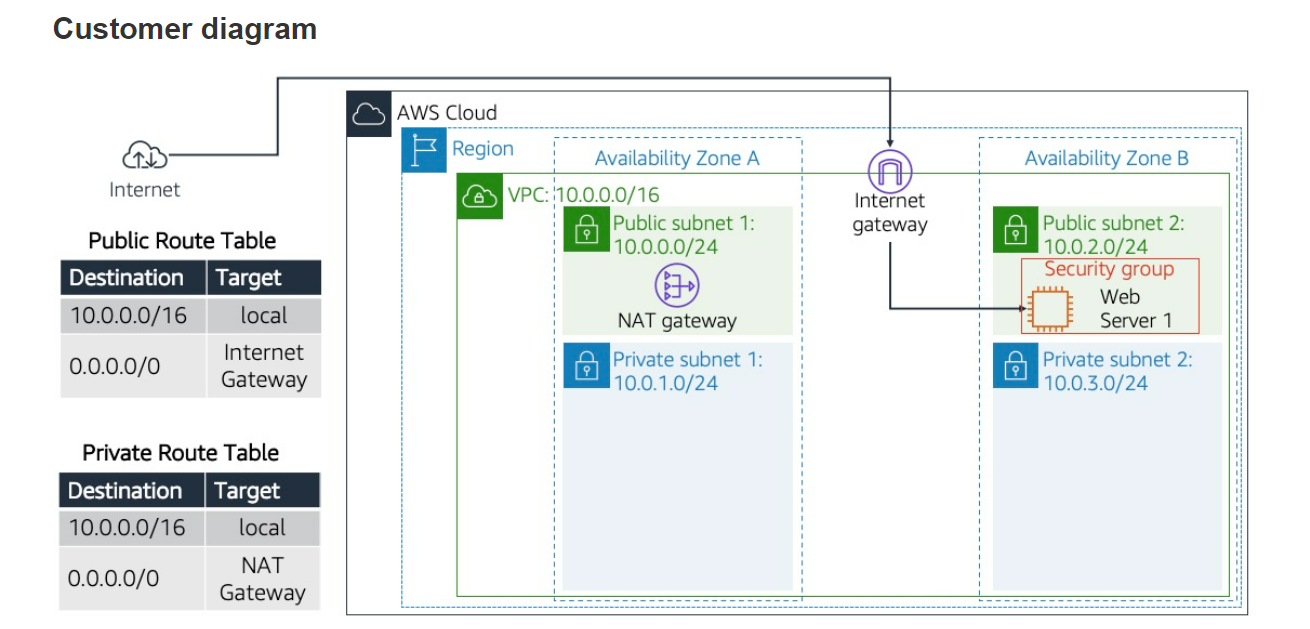 Customer diagram
AWS Cloud
Region
Availability Zone A
Availability Zone B
Internet
VPC: 10.0.0.0/16
Internet
gateway
Public subnet 1:
10.0.0.0/24
NAT gateway
Public subnet 2:
10.0.2.0/24
Security group
Web
Server 1
Private subnet 1:
10.0.1.0/24
Private subnet 2:
10.0.3.0/24
Public Route Table
Destination Target
10.0.0.0/16 local
0.0.0.0/0 Internet
Gateway
Private Route Table
Destination Target
10.0.0.0/16 local
0.0.0.0/0 NAT
Gateway